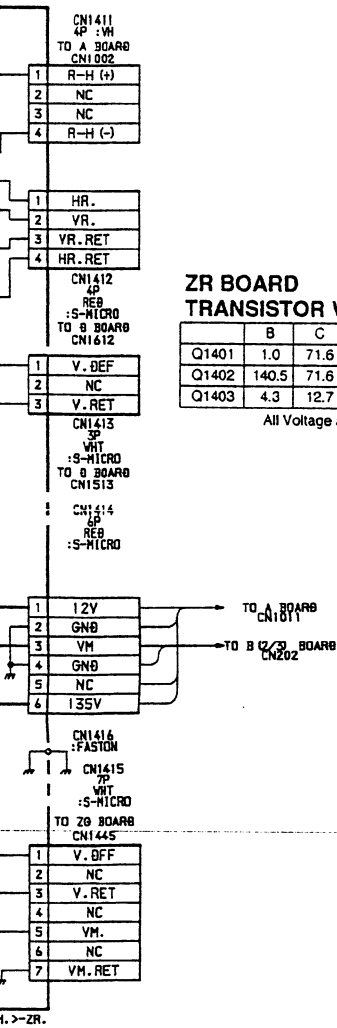 CN1411
4P :VH
TO A BOARD
CN1002
1 R-H (+)
2 NC
3 NC
4 R-H (-)
1 HR.
2 VR.
3 VR.RET
4 HR.RET
CN1412
4P
RED
:S-MICRO
TO D BOARD
CN1612
ZR BOARD
TRANSISTOR V
B C
Q1401 1.0 71.6
Q1402 140.5 71.6
Q1403 4.3 12.7
All Voltage
1 V.DEF
2 NC
3 V.RET
CN1413
3P
WHT
:S-MICRO
TO D BOARD
CN1513
CN1414
6P
RED
:S-MICRO
1 12V
2 GND
3 VM
4 GND
5 NC
6 135V
TO A BOARD
CN1011
TO B (2/3) BOARD
CN202
CN1416
:FASTON
CN1415
7P
WHT
:S-MICRO
TO ZG BOARD
CN1445
1 V.OFF
2 NC
3 V.RET
4 NC
5 VM.
6 NC
7 VM.RET
H.>-ZR.